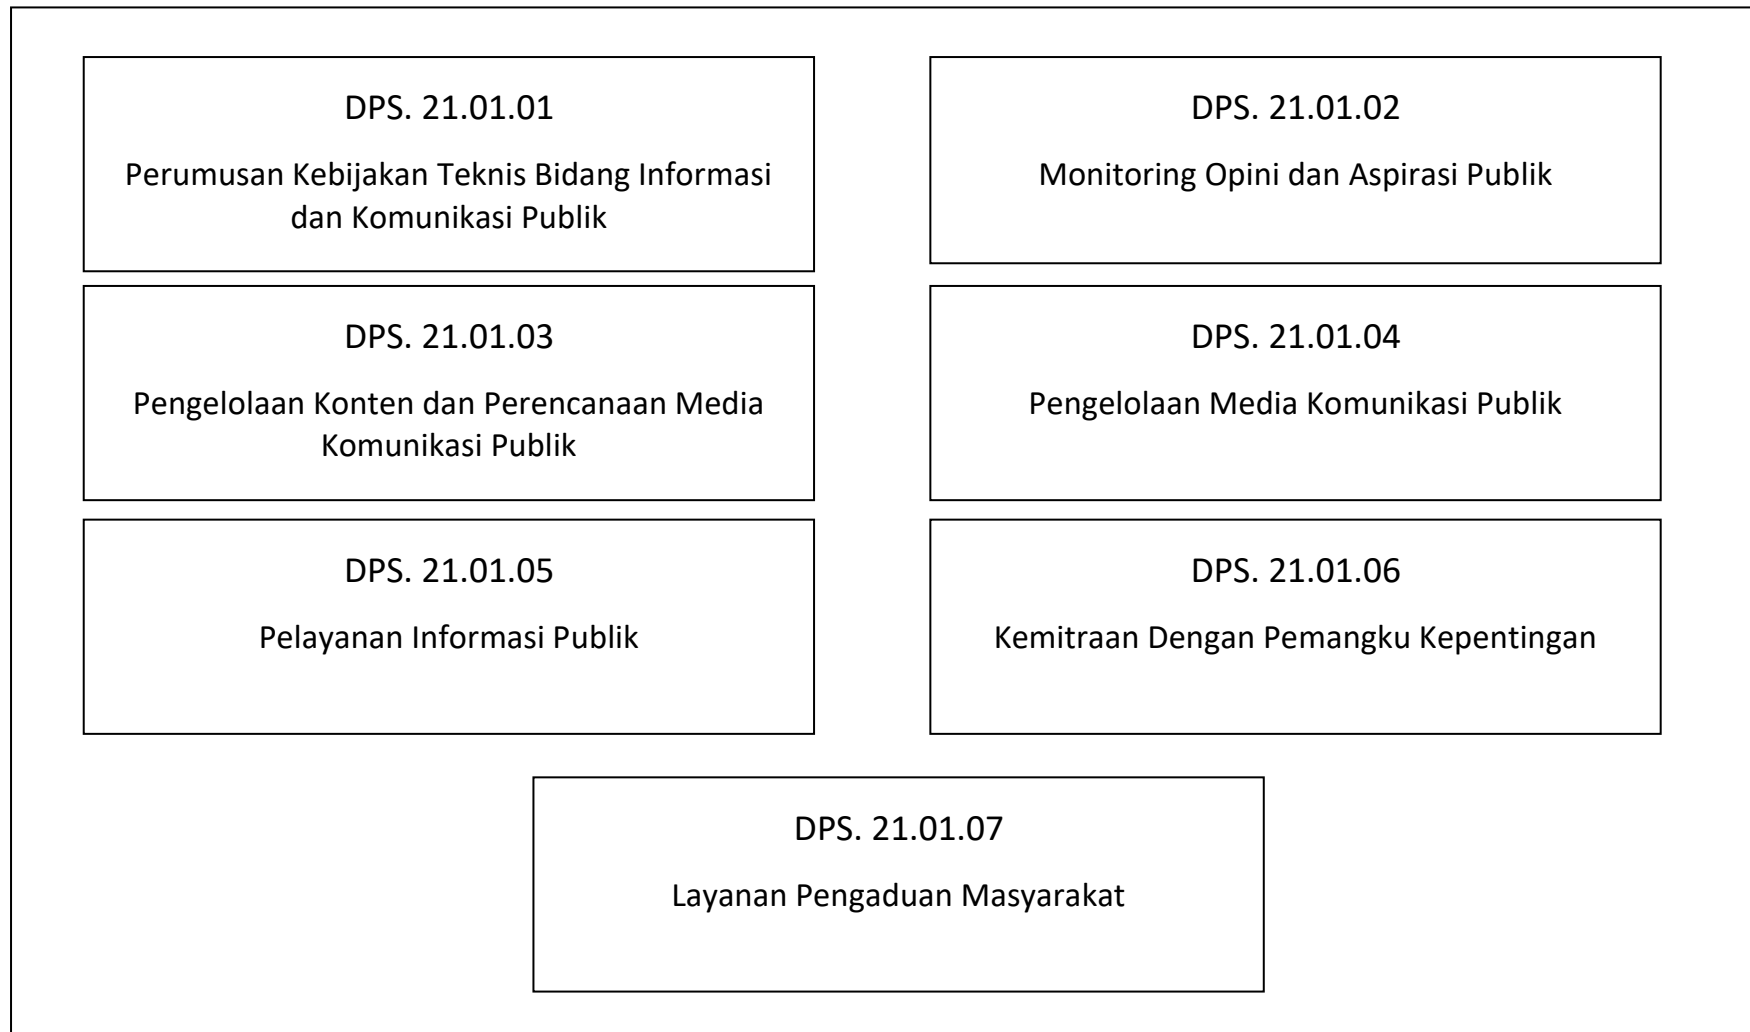 DPS. 21.01.01
Perumusan Kebijakan Teknis Bidang Informasi
dan Komunikasi Publik
DPS. 21.01.02
Monitoring Opini dan Aspirasi Publik
DPS. 21.01.03
Pengelolaan Konten dan Perencanaan Media
Komunikasi Publik
DPS. 21.01.04
Pengelolaan Media Komunikasi Publik
DPS. 21.01.05
Pelayanan Informasi Publik
DPS. 21.01.06
Kemitraan Dengan Pemangku Kepentingan
DPS. 21.01.07
Layanan Pengaduan Masyarakat